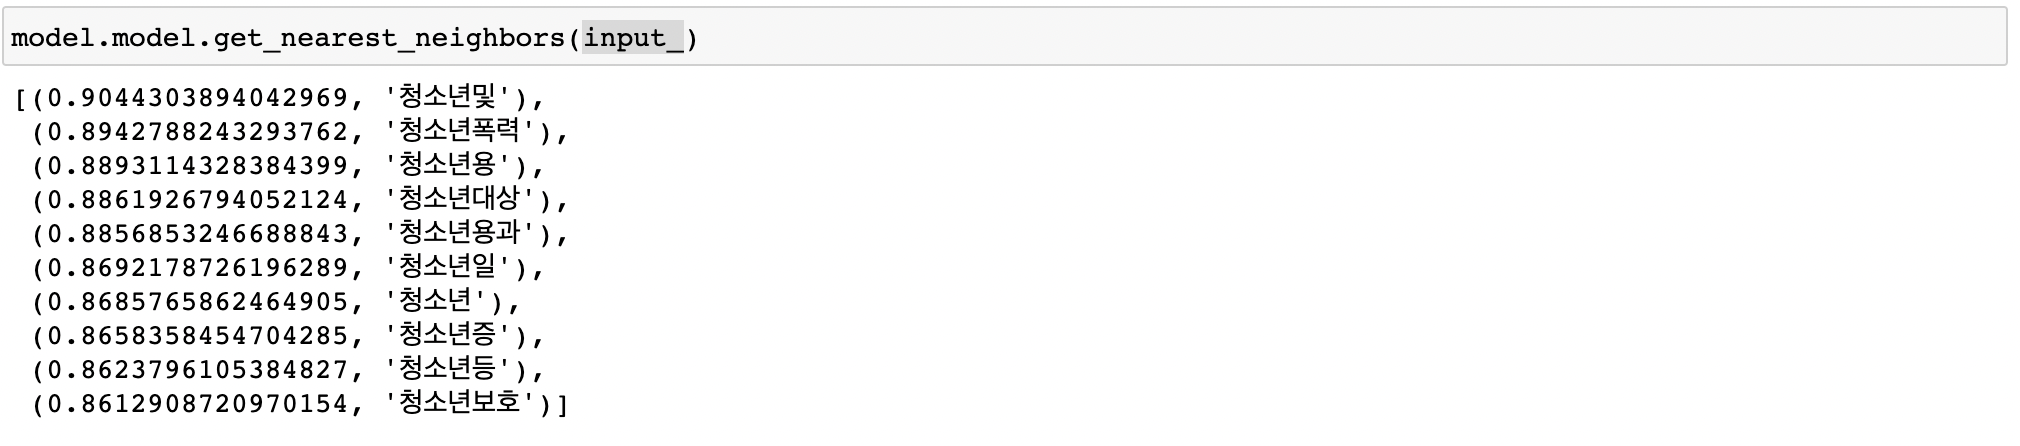 model.model.get_nearest_neighbors(input_)
[(0.9044303894042969, '청소년및'),
(0.8942788243293762, '청소년폭력'),
(0.8893114328384399, '청소년용'),
(0.8861926794052124, '청소년대상'),
(0.8856853246688843, '청소년용과'),
(0.8692178726196289, '청소년일'),
(0.8685765862464905, '청소년'),
(0.8658358454704285, '청소년증'),
(0.8623796105384827, '청소년등'),
(0.8612908720970154, '청소년보호')]